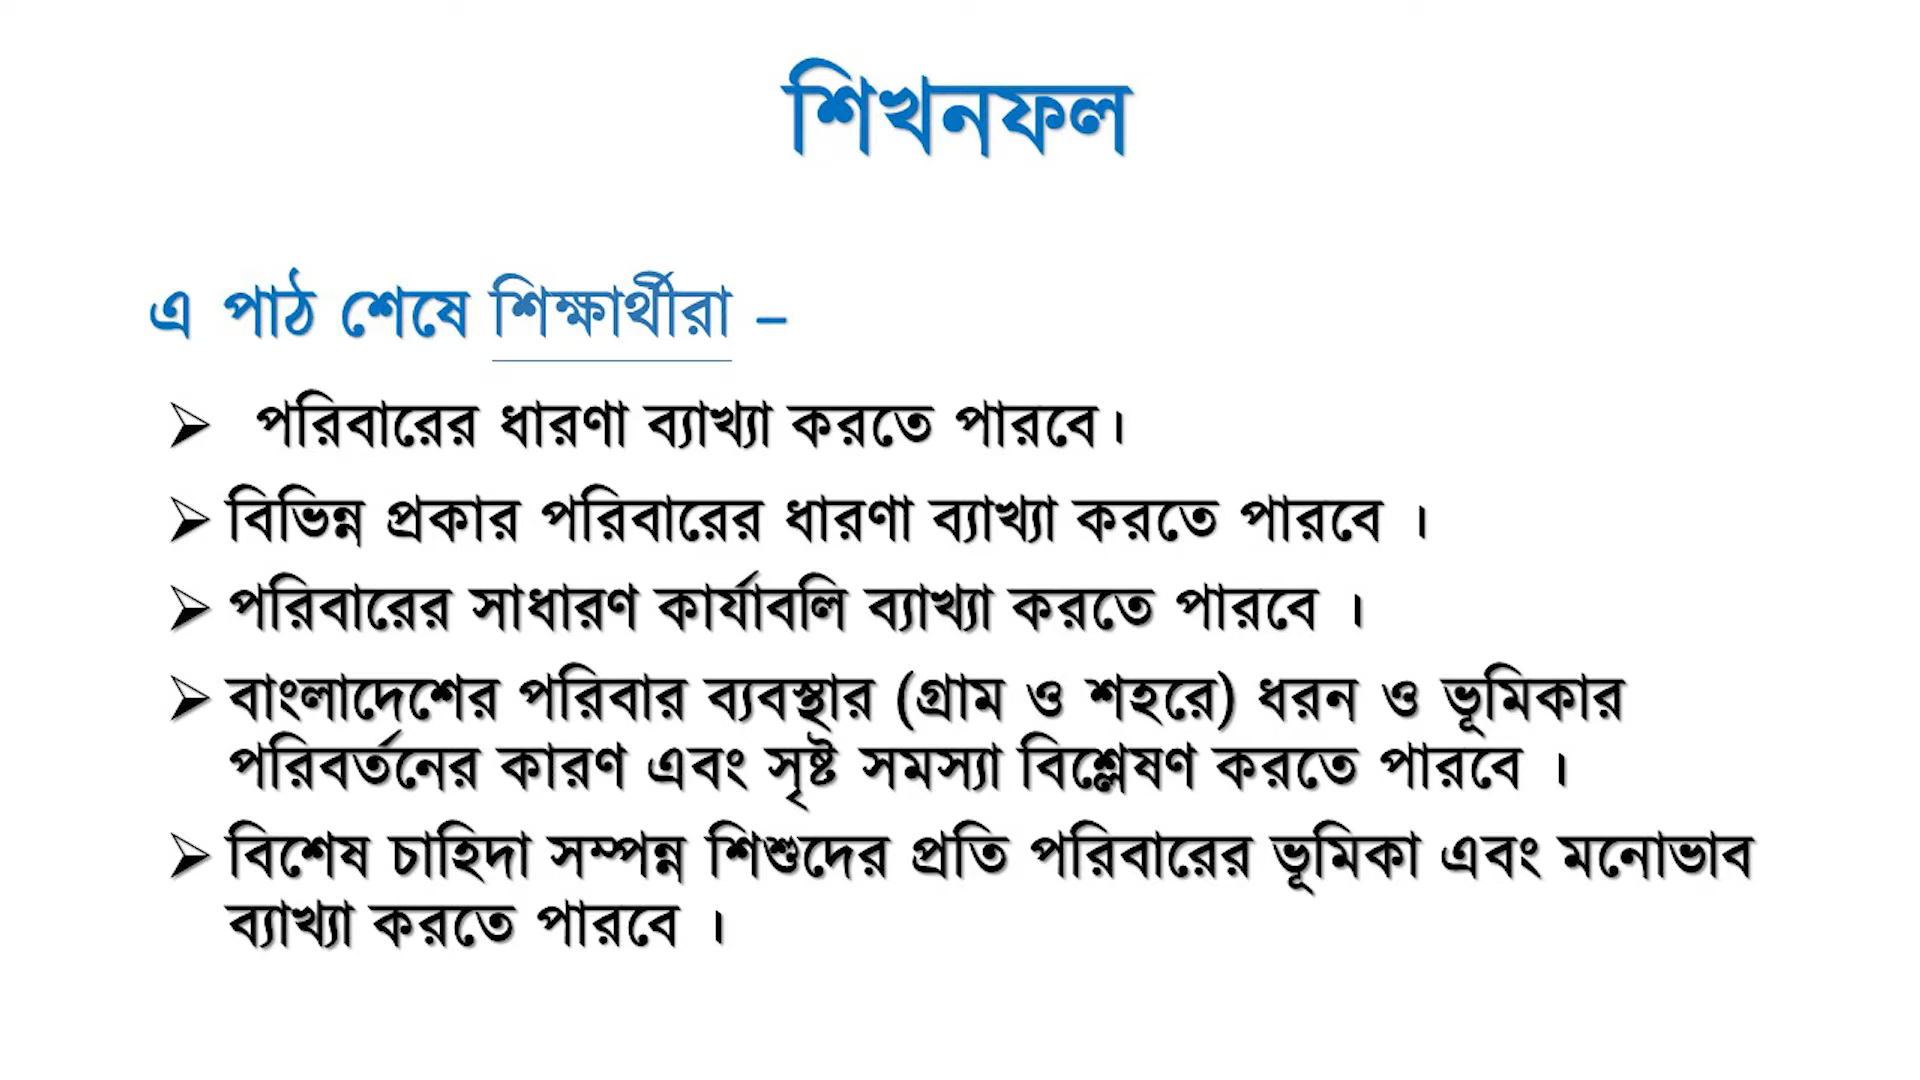 শিখনফল
এ পাঠ শেষে শিক্ষার্থীরা –
➢ পরিবারের ধারণা ব্যাখ্যা করতে পারবে।
➢ বিভিন্ন প্রকার পরিবারের ধারণা ব্যাখ্যা করতে পারবে ।
➢ পরিবারের সাধারণ কার্যাবলি ব্যাখ্যা করতে পারবে ।
➢ বাংলাদেশের পরিবার ব্যবস্থার (গ্রাম ও শহরে) ধরন ও ভূমিকার
পরিবর্তনের কারণ এবং সৃষ্ট সমস্যা বিশ্লেষণ করতে পারবে ।
➢ বিশেষ চাহিদা সম্পন্ন শিশুদের প্রতি পরিবারের ভূমিকা এবং মনোভাব
ব্যাখ্যা করতে পারবে ।